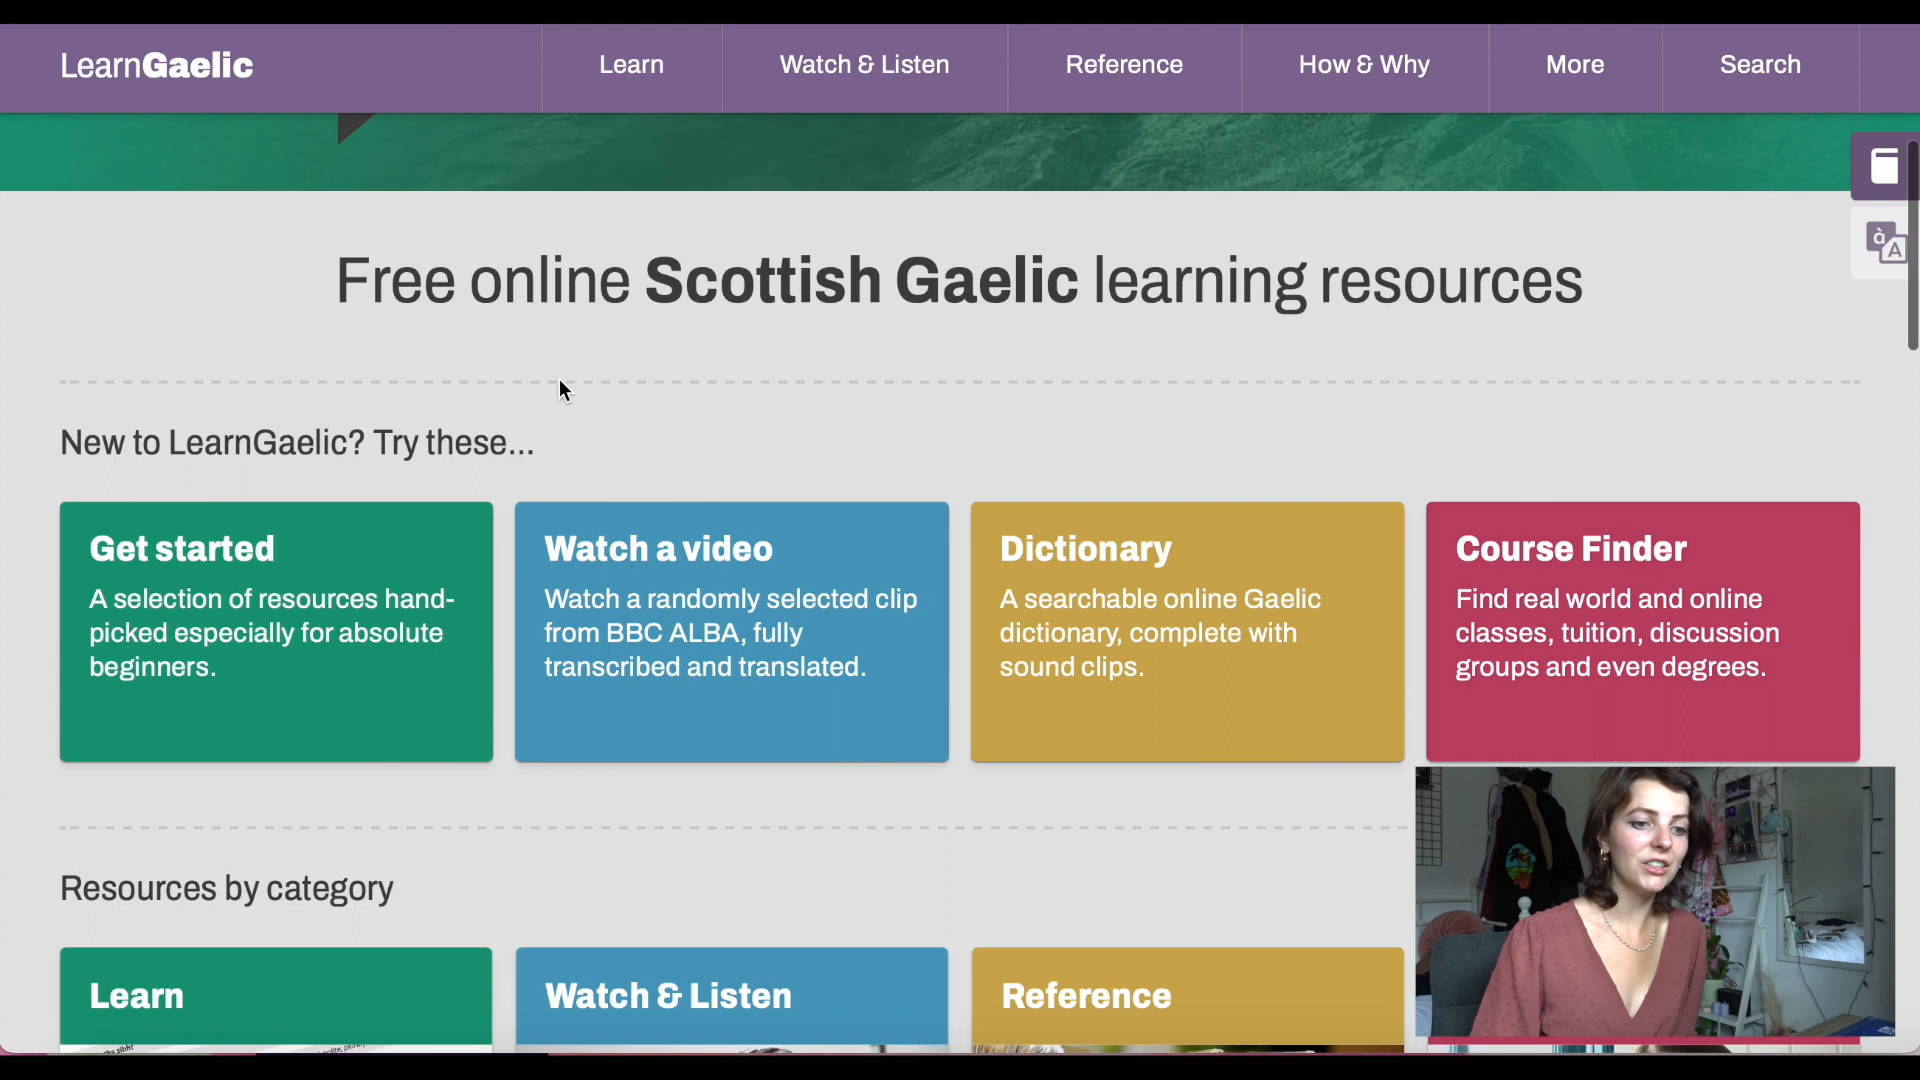 LearnGaelic
Learn
Watch & Listen
Reference
How & Why
More
Search
à
A
Free online Scottish Gaelic learning resources
New to LearnGaelic? Try these...
Get started
A selection of resources hand-
picked especially for absolute
beginners.
Watch a video
Watch a randomly selected clip
from BBC ALBA, fully
transcribed and translated.
Dictionary
A searchable online Gaelic
dictionary, complete with
sound clips.
Course Finder
Find real world and online
classes, tuition, discussion
groups and even degrees.
Resources by category
Learn
Watch & Listen
Reference
sibh?